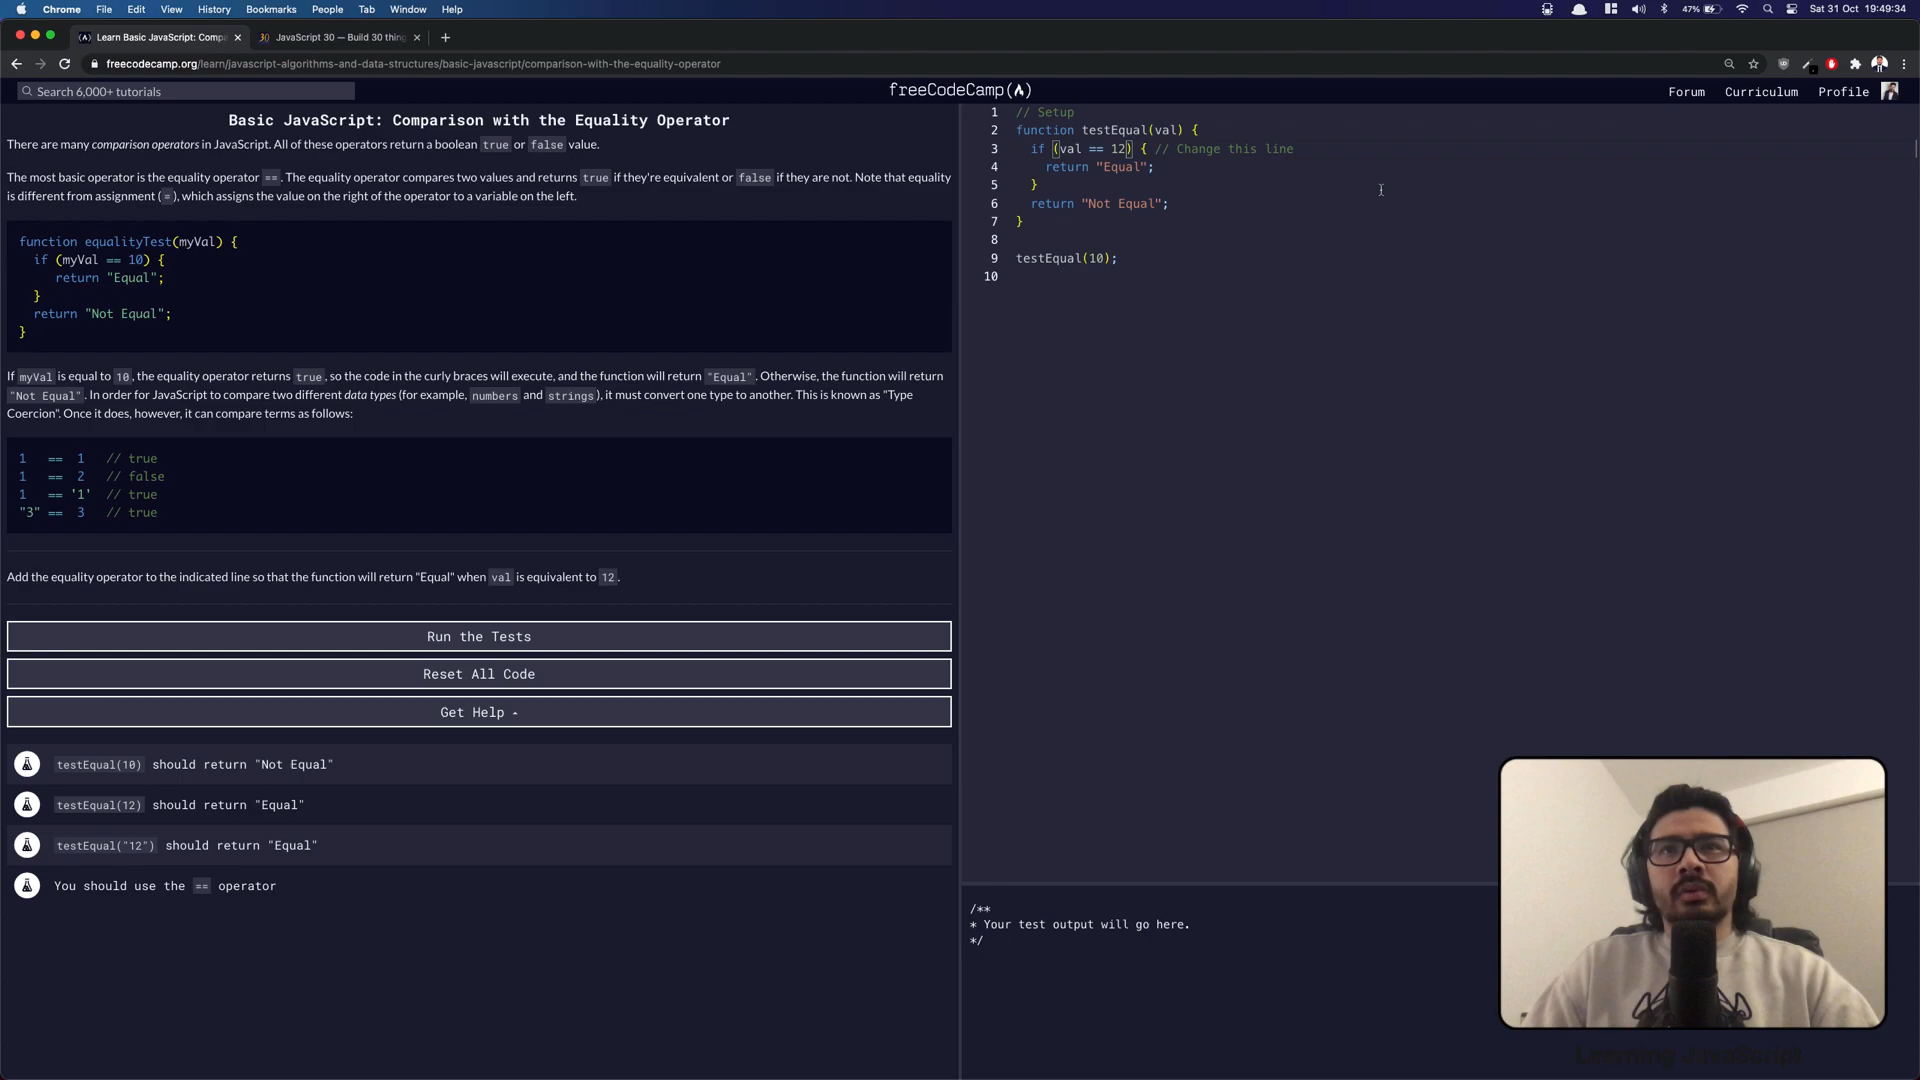 Chrome File Edit View History Bookmarks People Tab Window Help 47% Sat 31 Oct 19:49:34
Learn Basic JavaScript: Compa
JavaScript 30 — Build 30 thing
freecodecamp.org/learn/javascript-algorithms-and-data-structures/basic-javascript/comparison-with-the-equality-operator
Search 6,000+ tutorials
freeCodeCamp
Forum Curriculum Profile
Basic JavaScript: Comparison with the Equality Operator
There are many comparison operators in JavaScript. All of these operators return a boolean true or false value.
The most basic operator is the equality operator ==. The equality operator compares two values and returns true if they're equivalent or false if they are not. Note that equality
is different from assignment (=), which assigns the value on the right of the operator to a variable on the left.
function equalityTest(myVal) {
if (myVal == 10) {
return "Equal";
}
return "Not Equal";
}
If myVal is equal to 10, the equality operator returns true, so the code in the curly braces will execute, and the function will return "Equal". Otherwise, the function will return
"Not Equal". In order for JavaScript to compare two different data types (for example, numbers and strings), it must convert one type to another. This is known as "Type
Coercion". Once it does, however, it can compare terms as follows:
1 == 1 // true
1 == 2 // false
1 == '1' // true
"3" == 3 // true
Add the equality operator to the indicated line so that the function will return "Equal" when val is equivalent to 12.
Run the Tests
Reset All Code
Get Help
testEqual(10) should return "Not Equal"
testEqual(12) should return "Equal"
testEqual("12") should return "Equal"
You should use the == operator
1 // Setup
2 function testEqual(val) {
3 if (val == 12) { // Change this line
4 return "Equal";
5 }
6 return "Not Equal";
7 }
8
9 testEqual(10);
10
/**
* Your test output will go here.
*/
Learning JavaScript